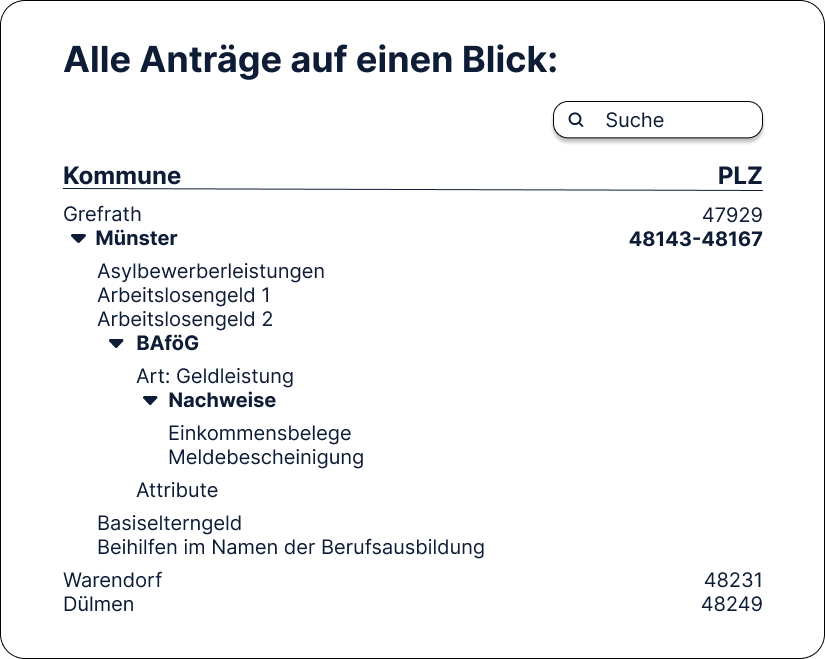 Alle Anträge auf einen Blick:
Suche
Kommune PLZ
Grefrath 47929
Münster 48143-48167
Asylbewerberleistungen
Arbeitslosengeld 1
Arbeitslosengeld 2
BAföG
Art: Geldleistung
Nachweise
Einkommensbelege
Meldebescheinigung
Attribute
Basiselterngeld
Beihilfen im Namen der Berufsausbildung
Warendorf 48231
Dülmen 48249